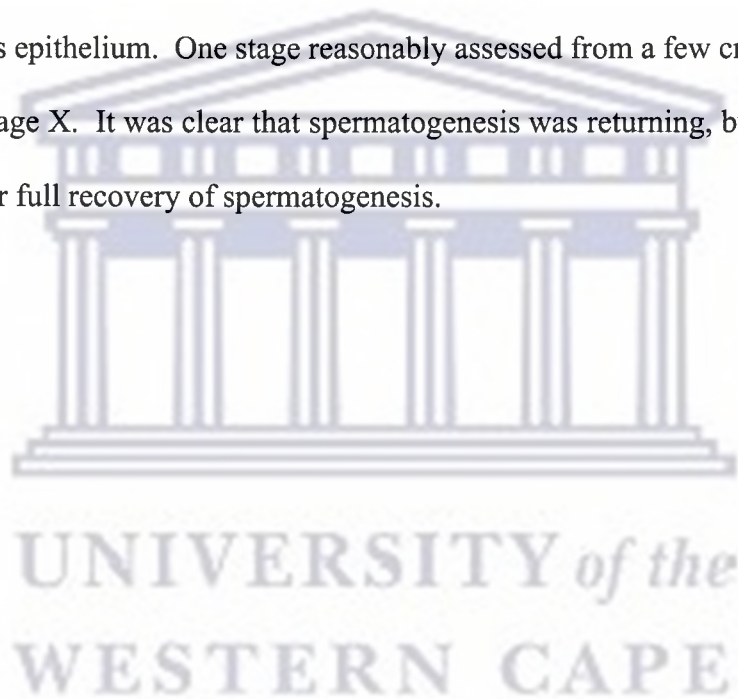 s epithelium. One stage reasonably assessed from a few cr
age X. It was clear that spermatogenesis was returning, b
r full recovery of spermatogenesis.
UNIVERSITY of the
WESTERN CAPE